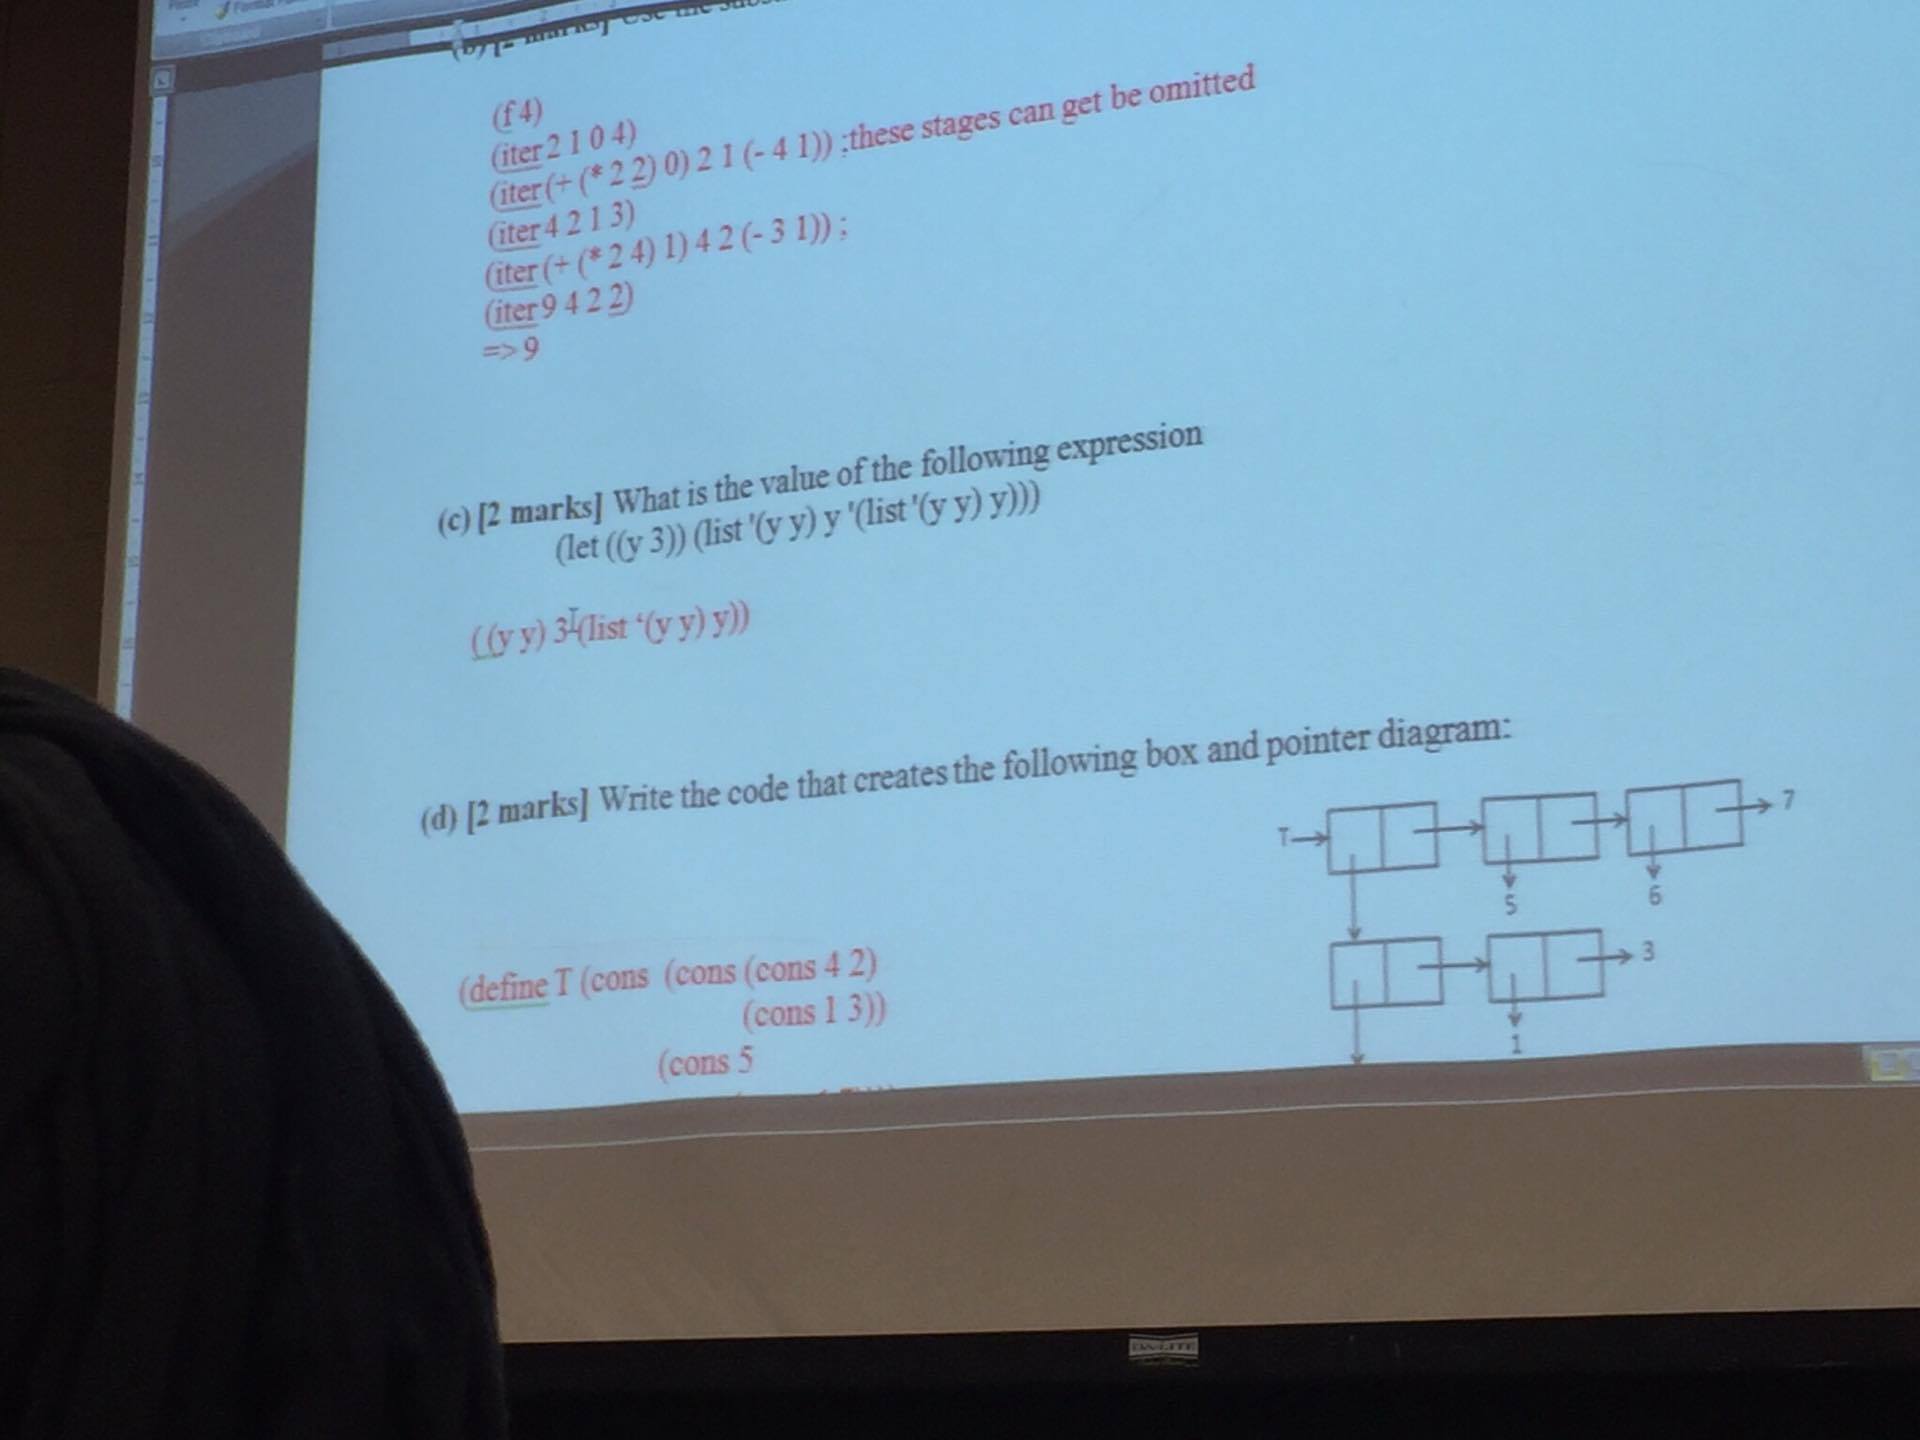 (b) [2 marks] Use the
(f 4)
(iter 2 1 0 4)
(iter (+ (* 2 2) 0) 2 1 (- 4 1)) ;these stages can get be omitted
(iter 4 2 1 3)
(iter (+ (* 2 4) 1) 4 2 (- 3 1)) ;
(iter 9 4 2 2)
=> 9
(c) [2 marks] What is the value of the following expression
(let ((y 3)) (list '(y y) y '(list '(y y) y)))
((y y) 3 (list ‘(y y) y))
(d) [2 marks] Write the code that creates the following box and pointer diagram:
T
7
5
6
3
1
(define T (cons (cons (cons 4 2)
(cons 1 3))
(cons 5